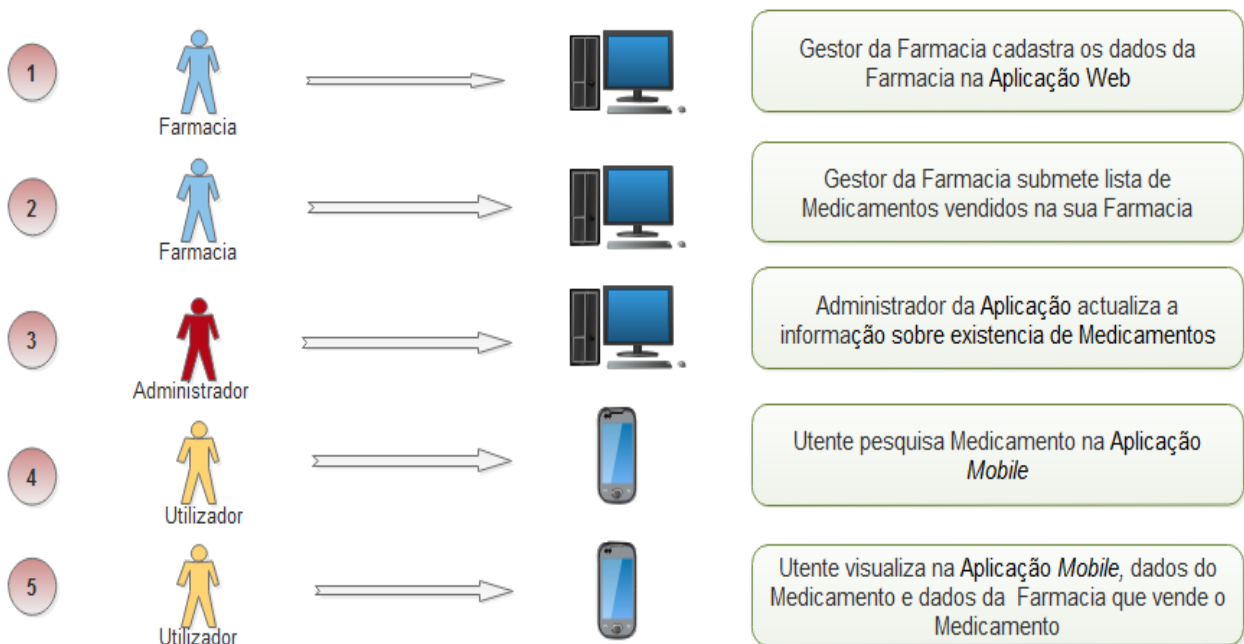 1
Farmacia
Gestor da Farmacia cadastra os dados da
Farmacia na Aplicação Web
2
Farmacia
Gestor da Farmacia submete lista de
Medicamentos vendidos na sua Farmacia
3
Administrador
Administrador da Aplicação actualiza a
informação sobre existencia de Medicamentos
4
Utilizador
Utente pesquisa Medicamento na Aplicação
Mobile
5
Utilizador
Utente visualiza na Aplicação Mobile, dados do
Medicamento e dados da Farmacia que vende o
Medicamento